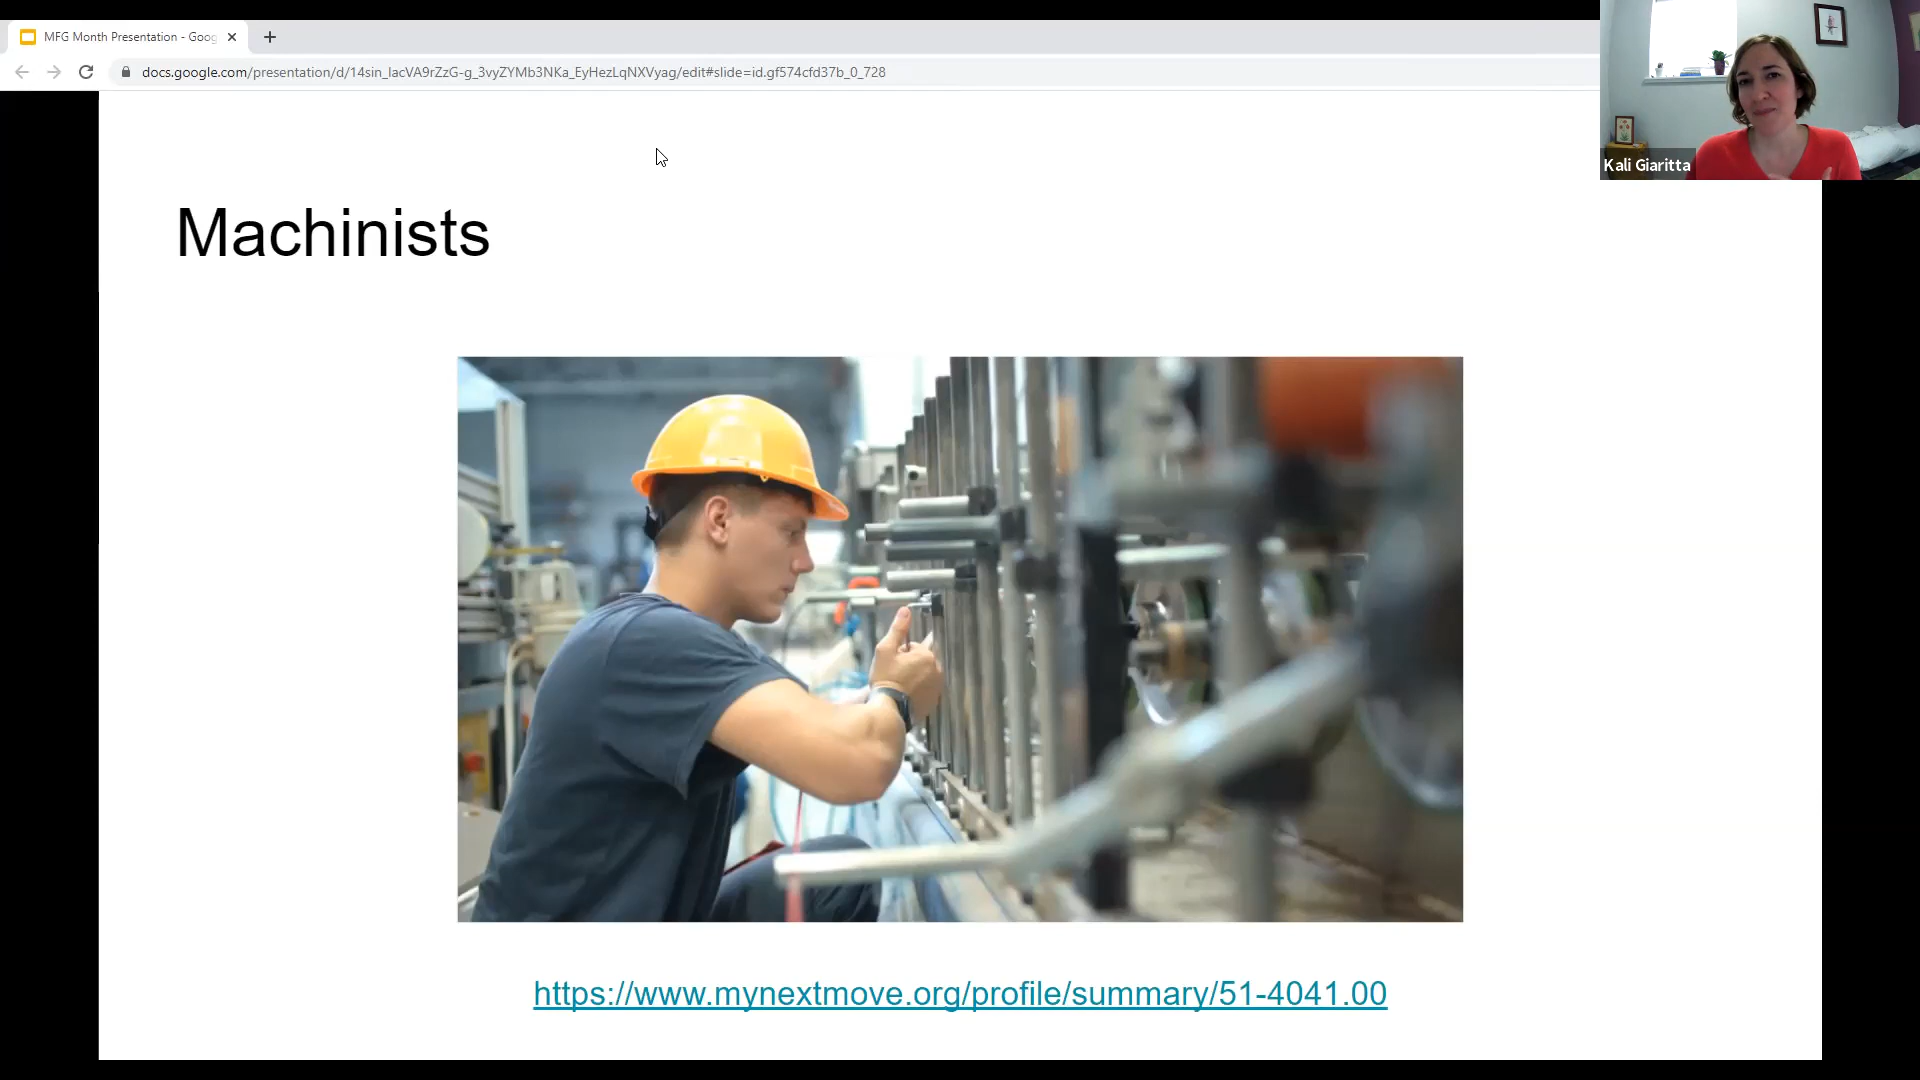 MFG Month Presentation - Goog
docs.google.com/presentation/d/14sin_lacVA9rZzG-g_3vyZYMb3NKa_EyHezLqNXVyag/edit#slide=id.gf574cfd37b_0_728
Kali Giaritta
Machinists
https://www.mynextmove.org/profile/summary/51-4041.00